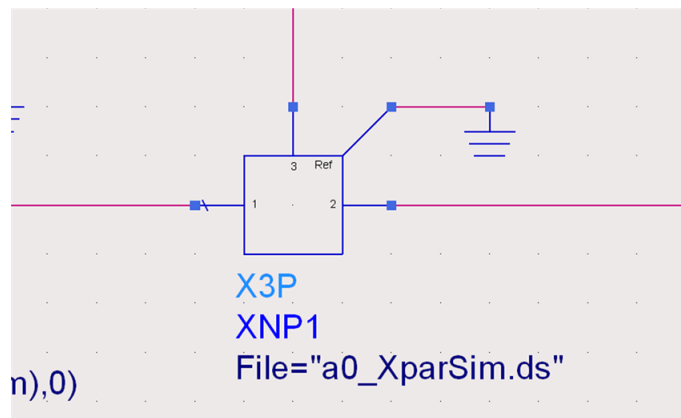 3 Ref
1 2
X3P
XNP1
File="a0_XparSim.ds"
m),0)